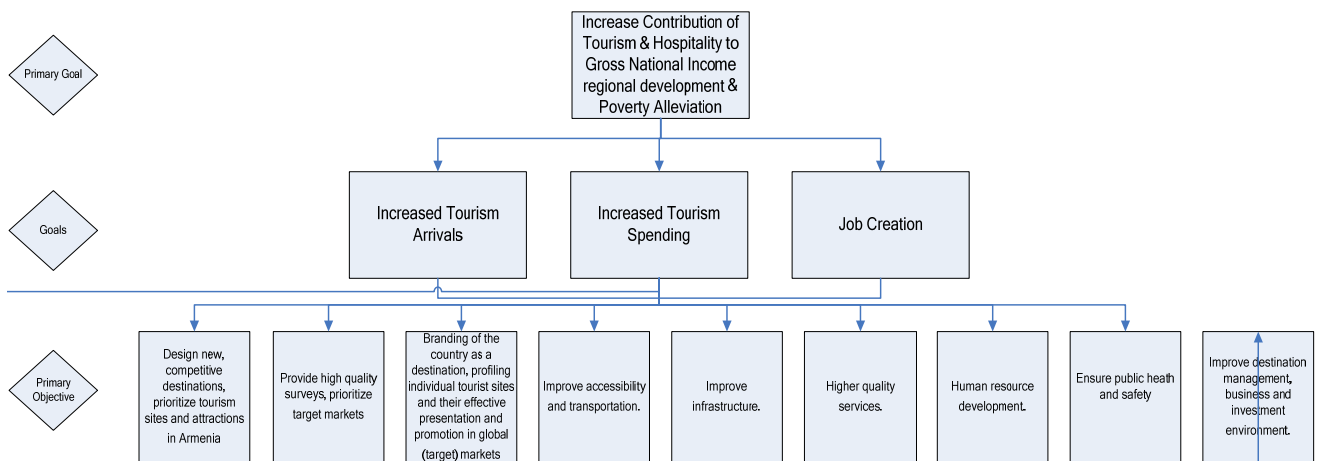 Increase Contribution of
Tourism & Hospitality to
Gross National Income
regional development &
Poverty Alleviation
Primary Goal
Increased Tourism
Arrivals
Increased Tourism
Spending
Job Creation
Goals
Primary
Objective
Design new,
competitive
destinations,
prioritize tourism
sites and attractions
in Armenia
Provide high quality
surveys, prioritize
target markets
Branding of the
country as a
destination, profiling
individual tourist sites
and their effective
presentation and
promotion in global
(target) markets
Improve accessibility
and transportation.
Improve
infrastructure.
Higher quality
services.
Human resource
development.
Ensure public heath
and safety
Improve destination
management,
business and
investment
environment.